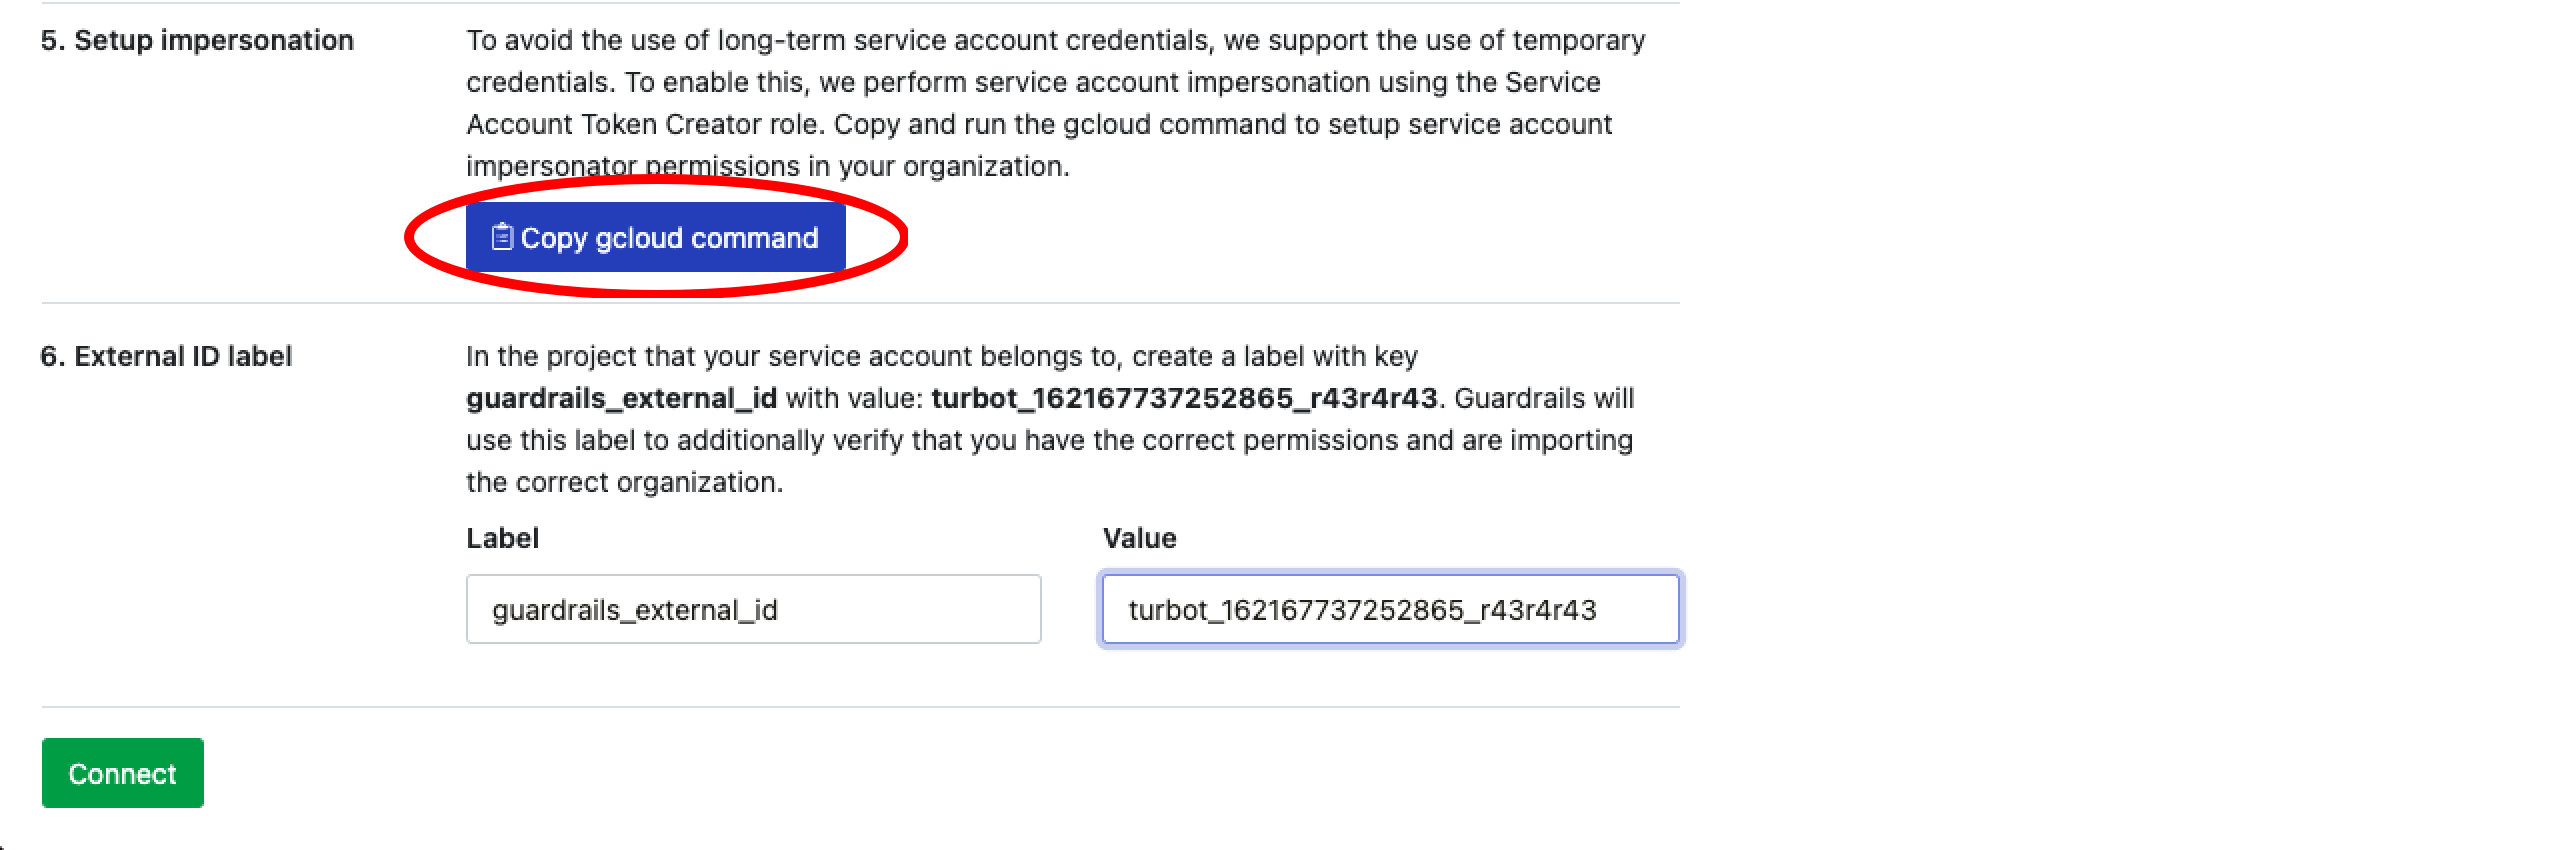 5. Setup impersonation
To avoid the use of long-term service account credentials, we support the use of temporary
credentials. To enable this, we perform service account impersonation using the Service
Account Token Creator role. Copy and run the gcloud command to setup service account
impersonator permissions in your organization.
Copy gcloud command
6. External ID label
In the project that your service account belongs to, create a label with key
guardrails_external_id with value: turbot_162167737252865_r43r4r43. Guardrails will
use this label to additionally verify that you have the correct permissions and are importing
the correct organization.
Label
Value
guardrails_external_id
turbot_162167737252865_r43r4r43
Connect